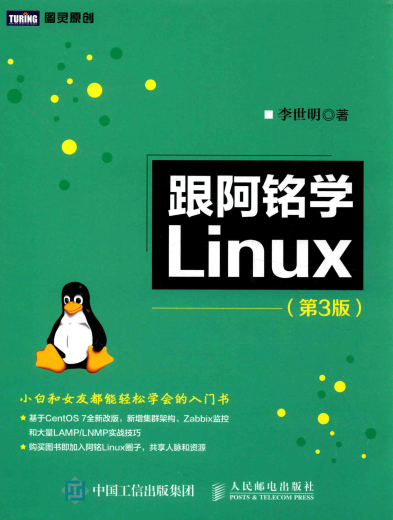 TURING 图灵原创
李世明◎著
跟阿铭学
Linux
(第3版)
小白和女友都能轻松学会的入门书
★ 基于CentOS 7全新改版，新增集群架构、Zabbix监控
和大量LAMP/LNMP实战技巧
★ 购买图书即加入阿铭Linux圈子，共享人脉和资源
中国工信出版集团
人民邮电出版社
POSTS & TELECOM PRESS